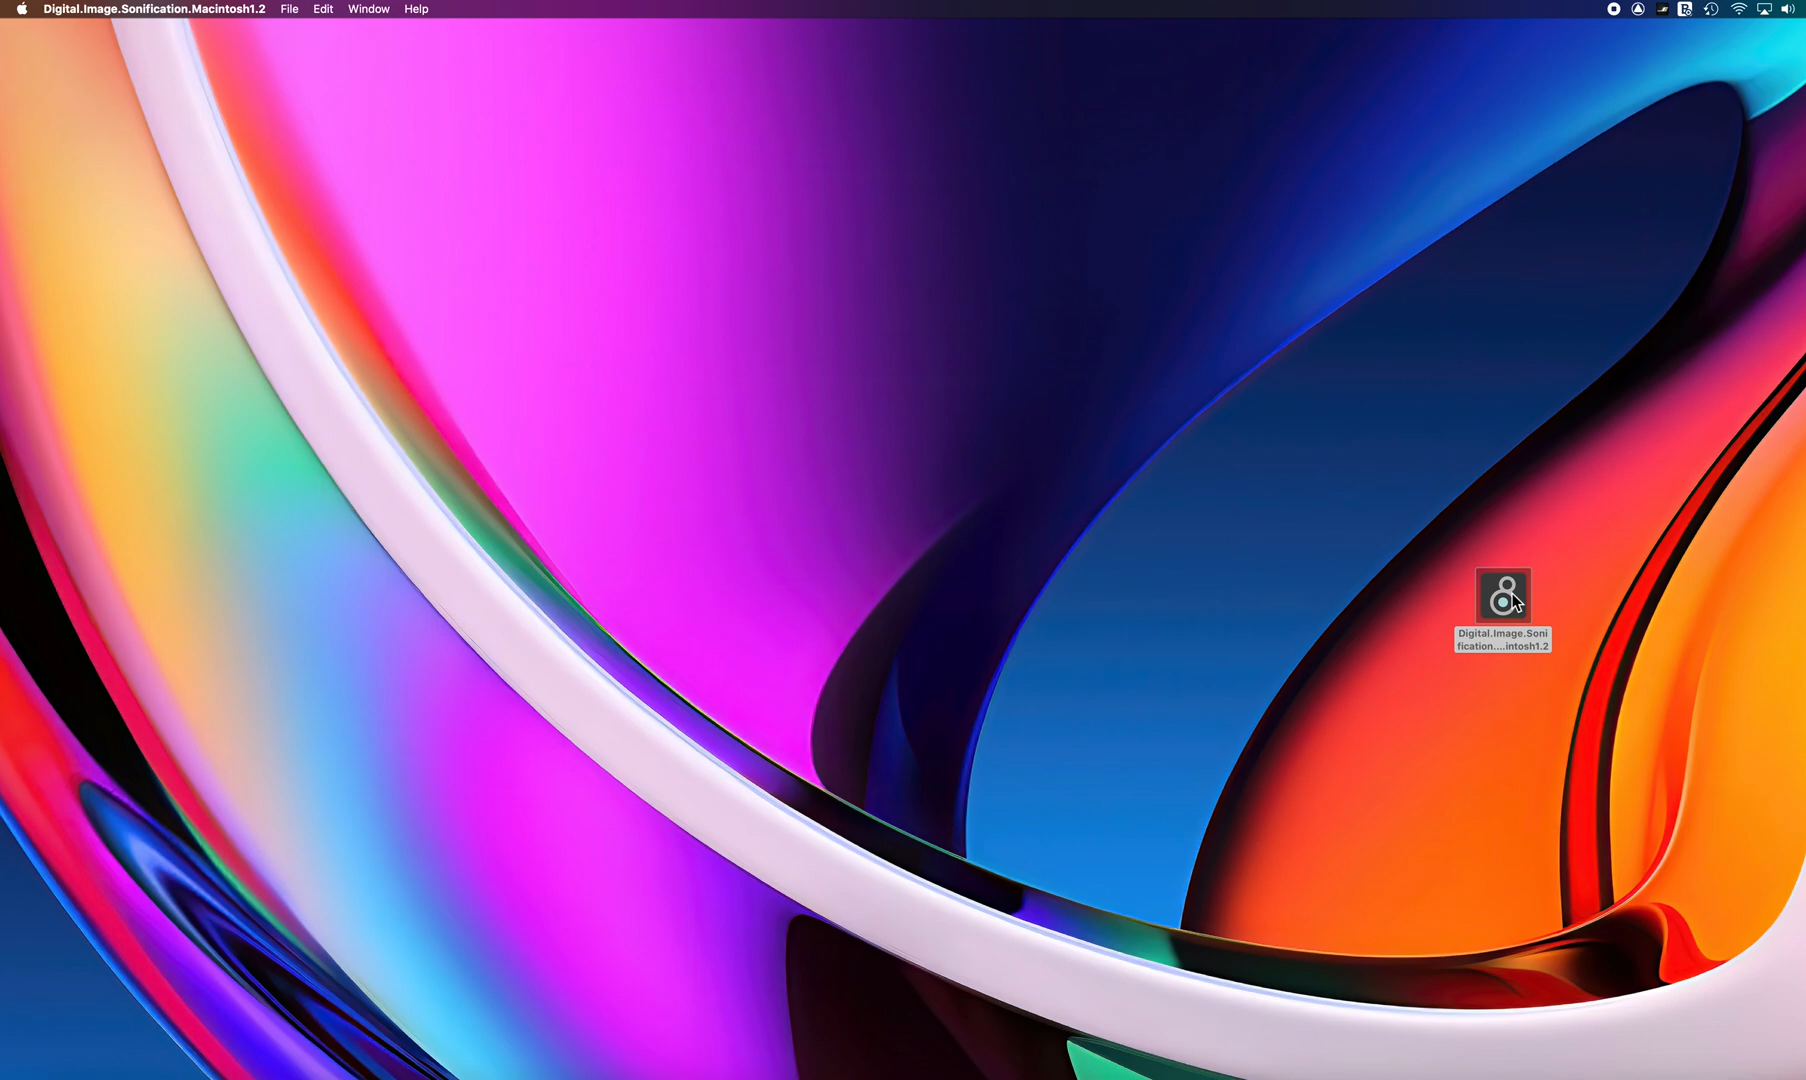 Digital.Image.Sonification.Macintosh1.2 File Edit Window Help
Digital.Image.Soni
fication....intosh1.2